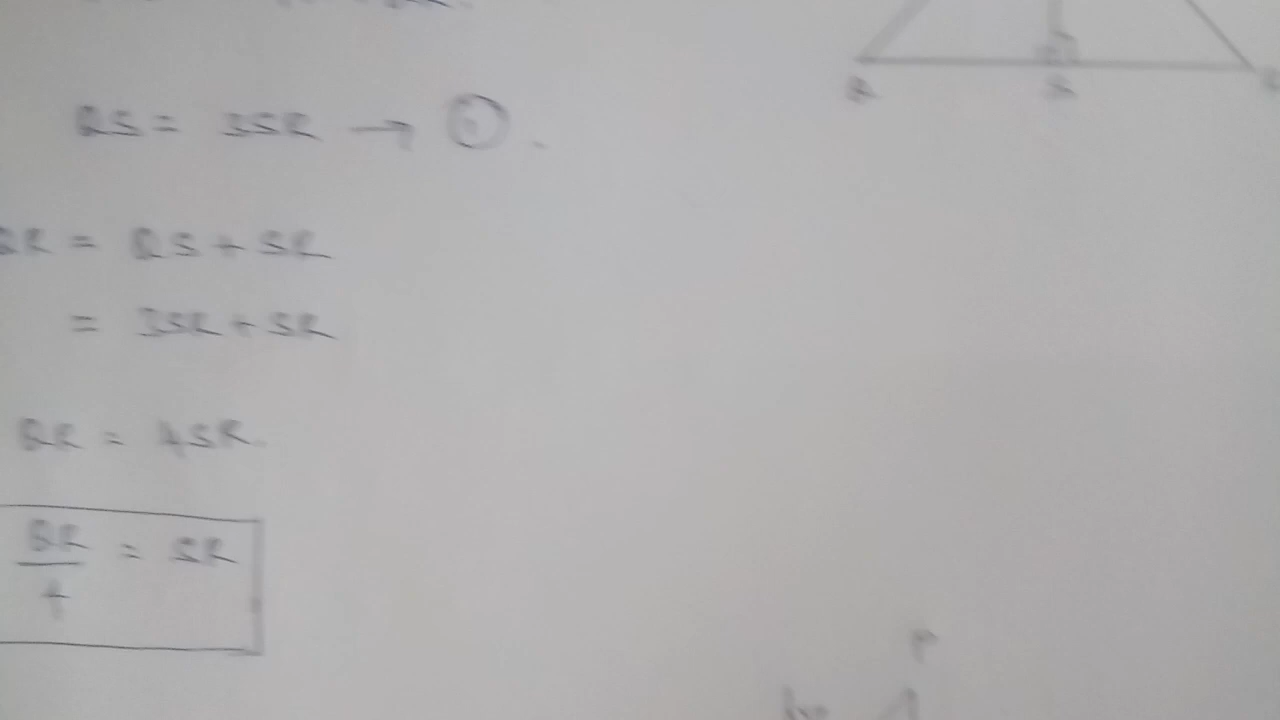 QS = 3SR → ①.
QR = QS + SR
= 3SR + SR
QR = 4SR.
QR/4 = SR
Q S
P